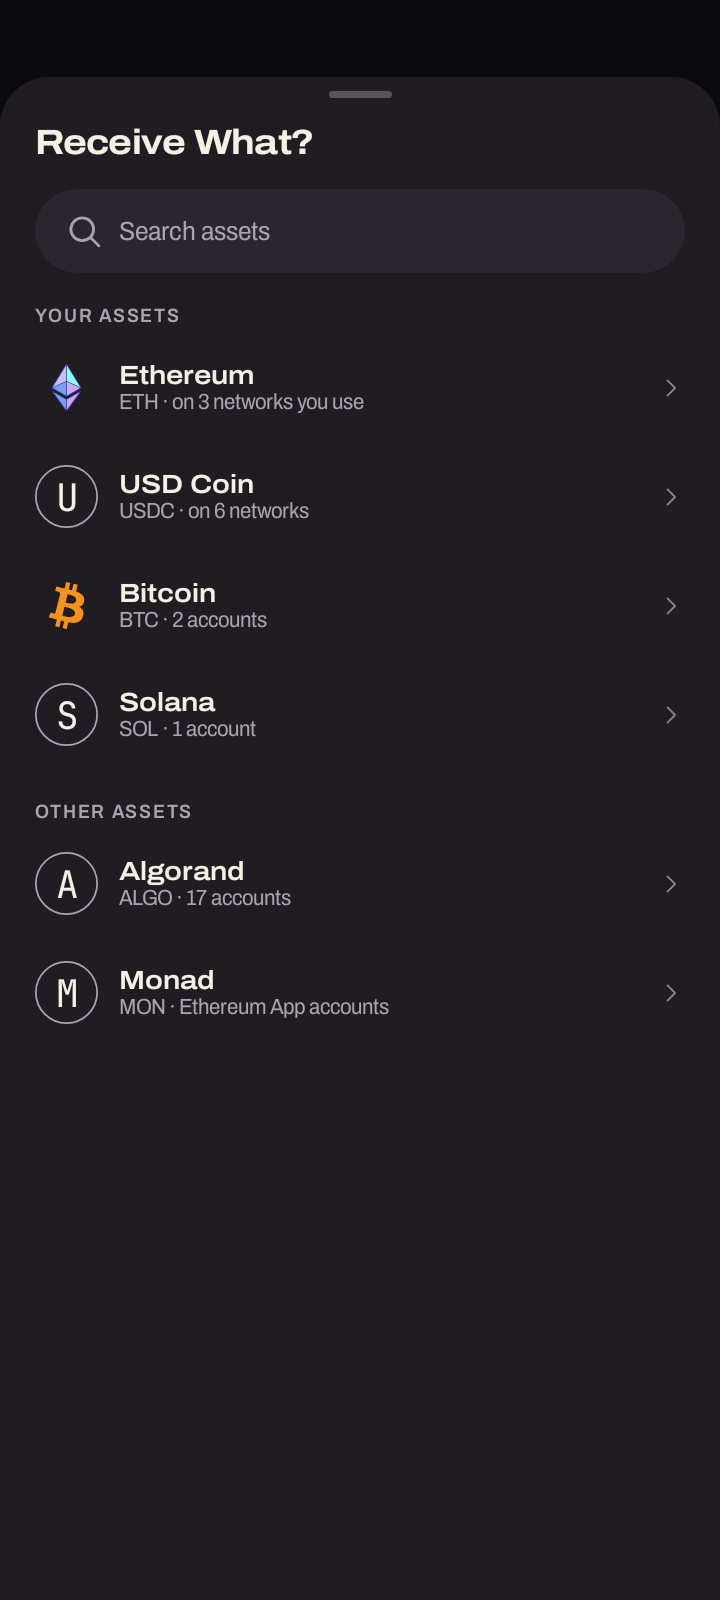 Receive What?
Search assets
YOUR ASSETS
Ethereum
ETH · on 3 networks you use
U
USD Coin
USDC · on 6 networks
Bitcoin
BTC · 2 accounts
S
Solana
SOL · 1 account
OTHER ASSETS
A
Algorand
ALGO · 17 accounts
M
Monad
MON · Ethereum App accounts